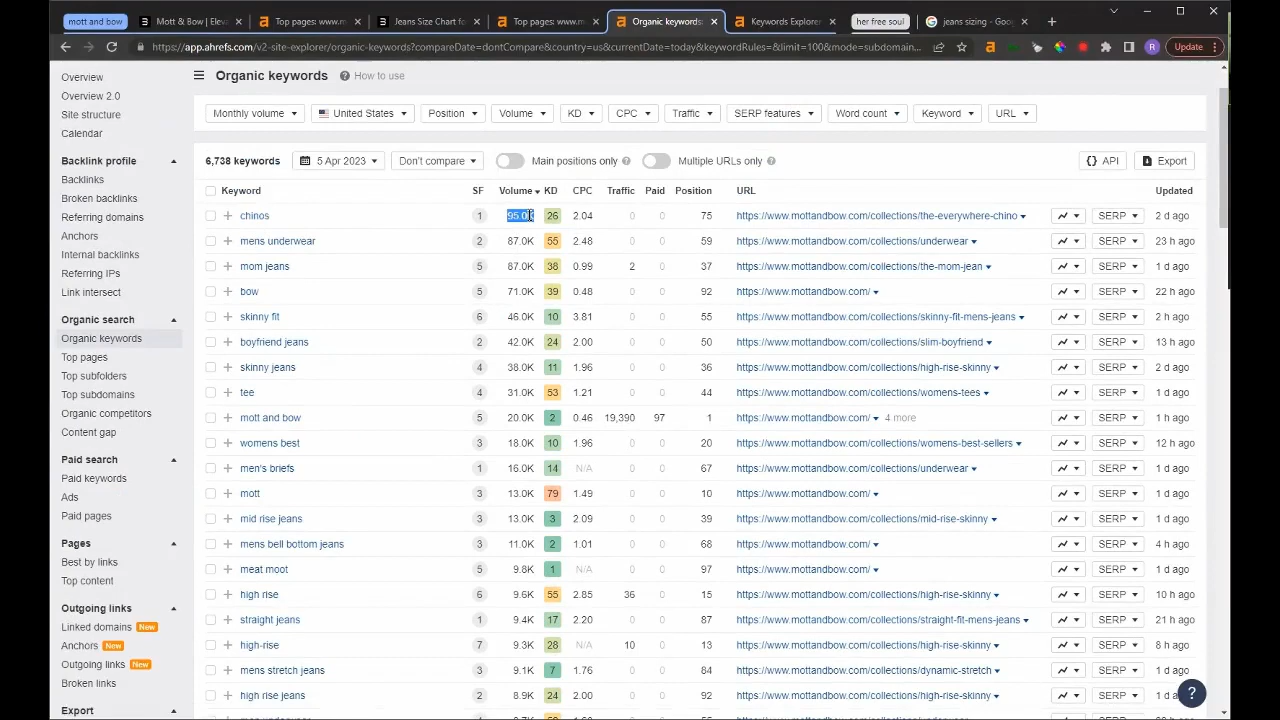 mott and bow
Mott & Bow | Eleva
Top pages: www.m
Jeans Size Chart fo
Top pages: www.m
Organic keywords:
Keywords Explorer
her free soul
jeans sizing - Goog
https://app.ahrefs.com/v2-site-explorer/organic-keywords?compareDate=dontCompare&country=us&currentDate=today&keywordRules=&limit=100&mode=subdomain...
R
Update
Overview
Overview 2.0
Site structure
Calendar
Backlink profile
Backlinks
Broken backlinks
Referring domains
Anchors
Internal backlinks
Referring IPs
Link intersect
Organic search
Organic keywords
Top pages
Top subfolders
Top subdomains
Organic competitors
Content gap
Paid search
Paid keywords
Ads
Paid pages
Pages
Best by links
Top content
Outgoing links
Linked domains New
Anchors New
Outgoing links New
Broken links
Export
Organic keywords ? How to use
Monthly volume United States Position Volume KD CPC Traffic SERP features Word count Keyword URL
6,738 keywords 5 Apr 2023 Don't compare Main positions only ? Multiple URLs only ? {} API Export
Keyword SF Volume KD CPC Traffic Paid Position URL Updated
chinos 1 95.0K 26 2.04 0 0 75 https://www.mottandbow.com/collections/the-everywhere-chino SERP 2 d ago
mens underwear 2 87.0K 55 2.48 0 0 59 https://www.mottandbow.com/collections/underwear SERP 23 h ago
mom jeans 5 87.0K 38 0.99 2 0 37 https://www.mottandbow.com/collections/the-mom-jean SERP 1 d ago
bow 5 71.0K 39 0.48 0 0 92 https://www.mottandbow.com/ SERP 22 h ago
skinny fit 6 46.0K 10 3.81 0 0 55 https://www.mottandbow.com/collections/skinny-fit-mens-jeans SERP 2 h ago
boyfriend jeans 2 42.0K 24 2.00 0 0 50 https://www.mottandbow.com/collections/slim-boyfriend SERP 13 h ago
skinny jeans 4 38.0K 11 1.96 0 0 36 https://www.mottandbow.com/collections/high-rise-skinny SERP 2 d ago
tee 4 31.0K 53 1.21 0 0 44 https://www.mottandbow.com/collections/womens-tees SERP 1 d ago
mott and bow 5 20.0K 2 0.46 19,390 97 1 https://www.mottandbow.com/ 4 more SERP 1 h ago
womens best 3 18.0K 10 1.96 0 0 20 https://www.mottandbow.com/collections/womens-best-sellers SERP 12 h ago
men's briefs 1 16.0K 14 N/A 0 0 67 https://www.mottandbow.com/collections/underwear SERP 1 d ago
mott 3 13.0K 79 1.49 0 0 10 https://www.mottandbow.com/ SERP 1 d ago
mid rise jeans 3 13.0K 3 2.09 0 0 39 https://www.mottandbow.com/collections/mid-rise-skinny SERP 1 d ago
mens bell bottom jeans 3 11.0K 2 1.01 0 0 68 https://www.mottandbow.com/ SERP 4 h ago
meat moot 5 9.8K 1 N/A 0 0 97 https://www.mottandbow.com/ SERP 1 d ago
high rise 6 9.6K 55 2.85 36 0 15 https://www.mottandbow.com/collections/high-rise-skinny SERP 10 h ago
straight jeans 1 9.4K 17 2.20 0 0 87 https://www.mottandbow.com/collections/straight-fit-mens-jeans SERP 21 h ago
high-rise 7 9.3K 28 N/A 10 0 13 https://www.mottandbow.com/collections/high-rise-skinny SERP 8 h ago
mens stretch jeans 3 9.1K 7 1.76 0 0 84 https://www.mottandbow.com/collections/dynamic-stretch SERP 1 d ago
high rise jeans 2 8.9K 24 2.00 0 0 92 https://www.mottandbow.com/collections/high-rise-skinny SERP 1 d a
?